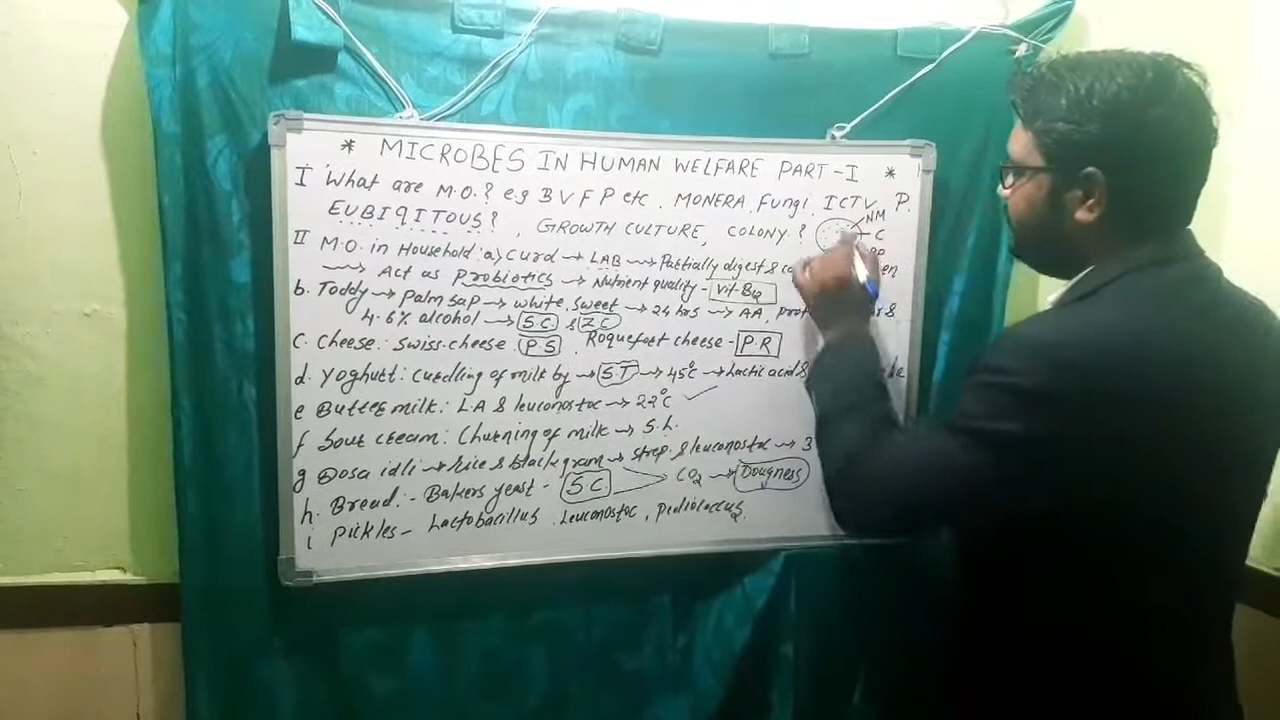 * MICROBES IN HUMAN WELFARE PART-I *
I What are M.O.? e.g B V F P etc. MONERA, Fungi, ICTV, P.
EUBIQITOUS?, GROWTH CULTURE, COLONY?
NM
C
II M.O. in Household: a) Curd → LAB → Partially digest &
Act as Probiotics → Nutrient quality - Vit-B12
b. Toddy → Palm sap → white, sweet → 24 hrs → AA,
4-6% alcohol → S.C. & Z.C
c. Cheese: Swiss cheese P.S, Roquefort cheese - P.R
d. Yoghurt: Curdling of milk by → S.T → 45°C → Lactic acid &
e Butter milk: L.A & leuconostoc → 22°C ✓
f Sour cream: Churning of milk → S.h.
g Dosa idli → Rice & black gram → strep. & leuconostoc → 3
h. Bread:- Bakers yeast - S.C. CO2 → Dougness
i Pickles - Lactobacillus, Leuconostoc, Pediococcus